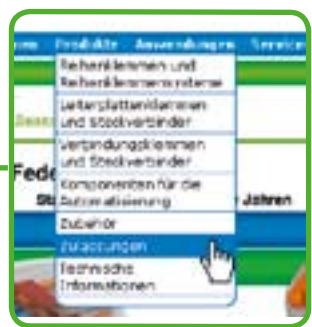 Produkte Anwendungen Service
Reihenklemmen und
Reihenklemmensysteme
Leiterplattenklemmen
und Steckverbinder
Verbindungsklemmen
und Steckverbinder
Fede
Komponenten für die
Automatisierung
Jahren
Zubehör
Zulassungen
Technische
Informationen